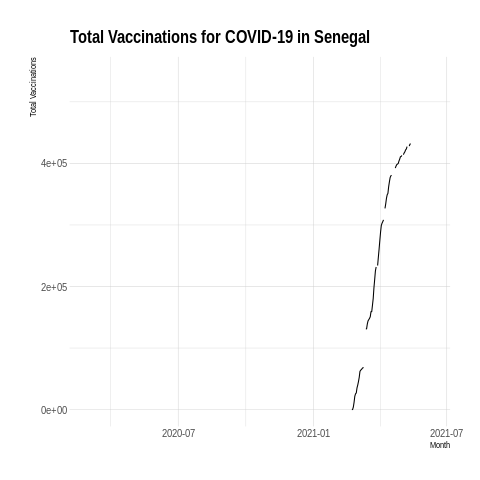 Total Vaccinations for COVID-19 in Senegal
Total Vaccinations
4e+05
2e+05
0e+00
2020-07
2021-01
2021-07
Month